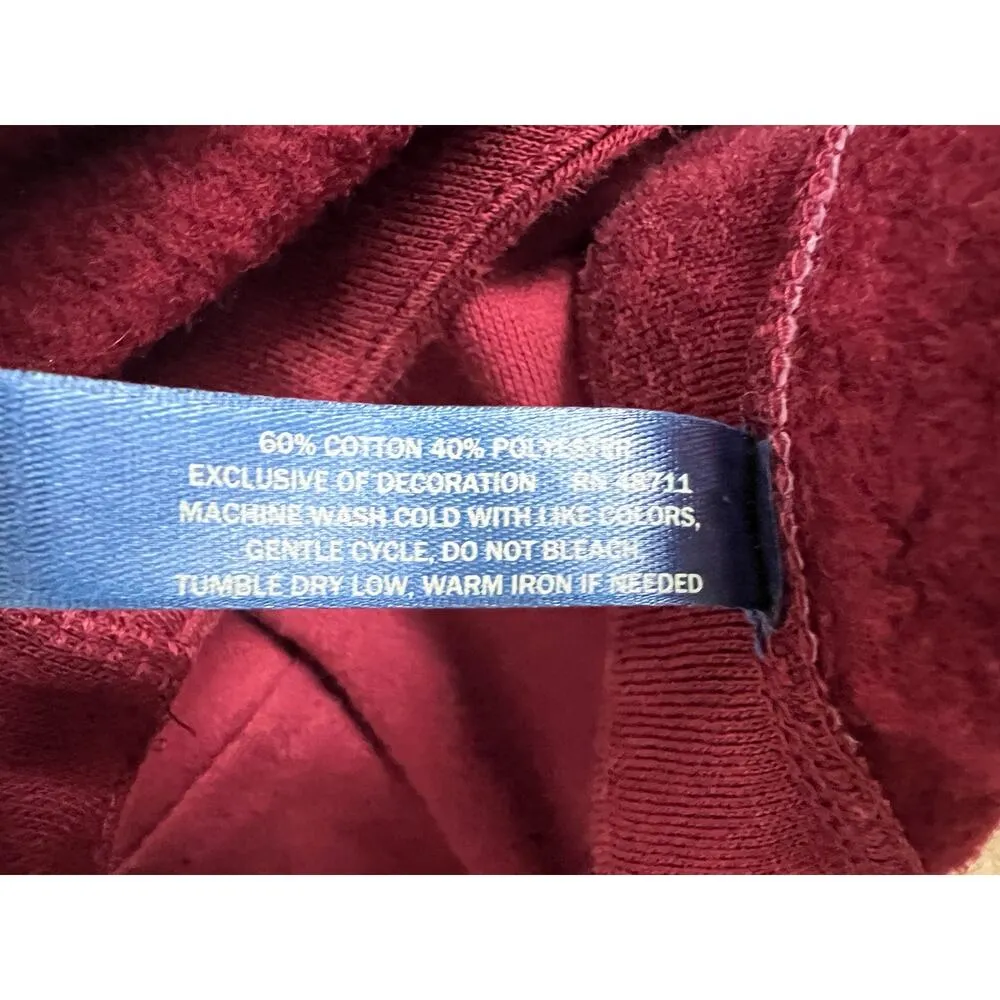 60% COTTON 40% POLYESTER
EXCLUSIVE OF DECORATION RN 48711
MACHINE WASH COLD WITH LIKE COLORS,
GENTLE CYCLE, DO NOT BLEACH,
TUMBLE DRY LOW, WARM IRON IF NEEDED